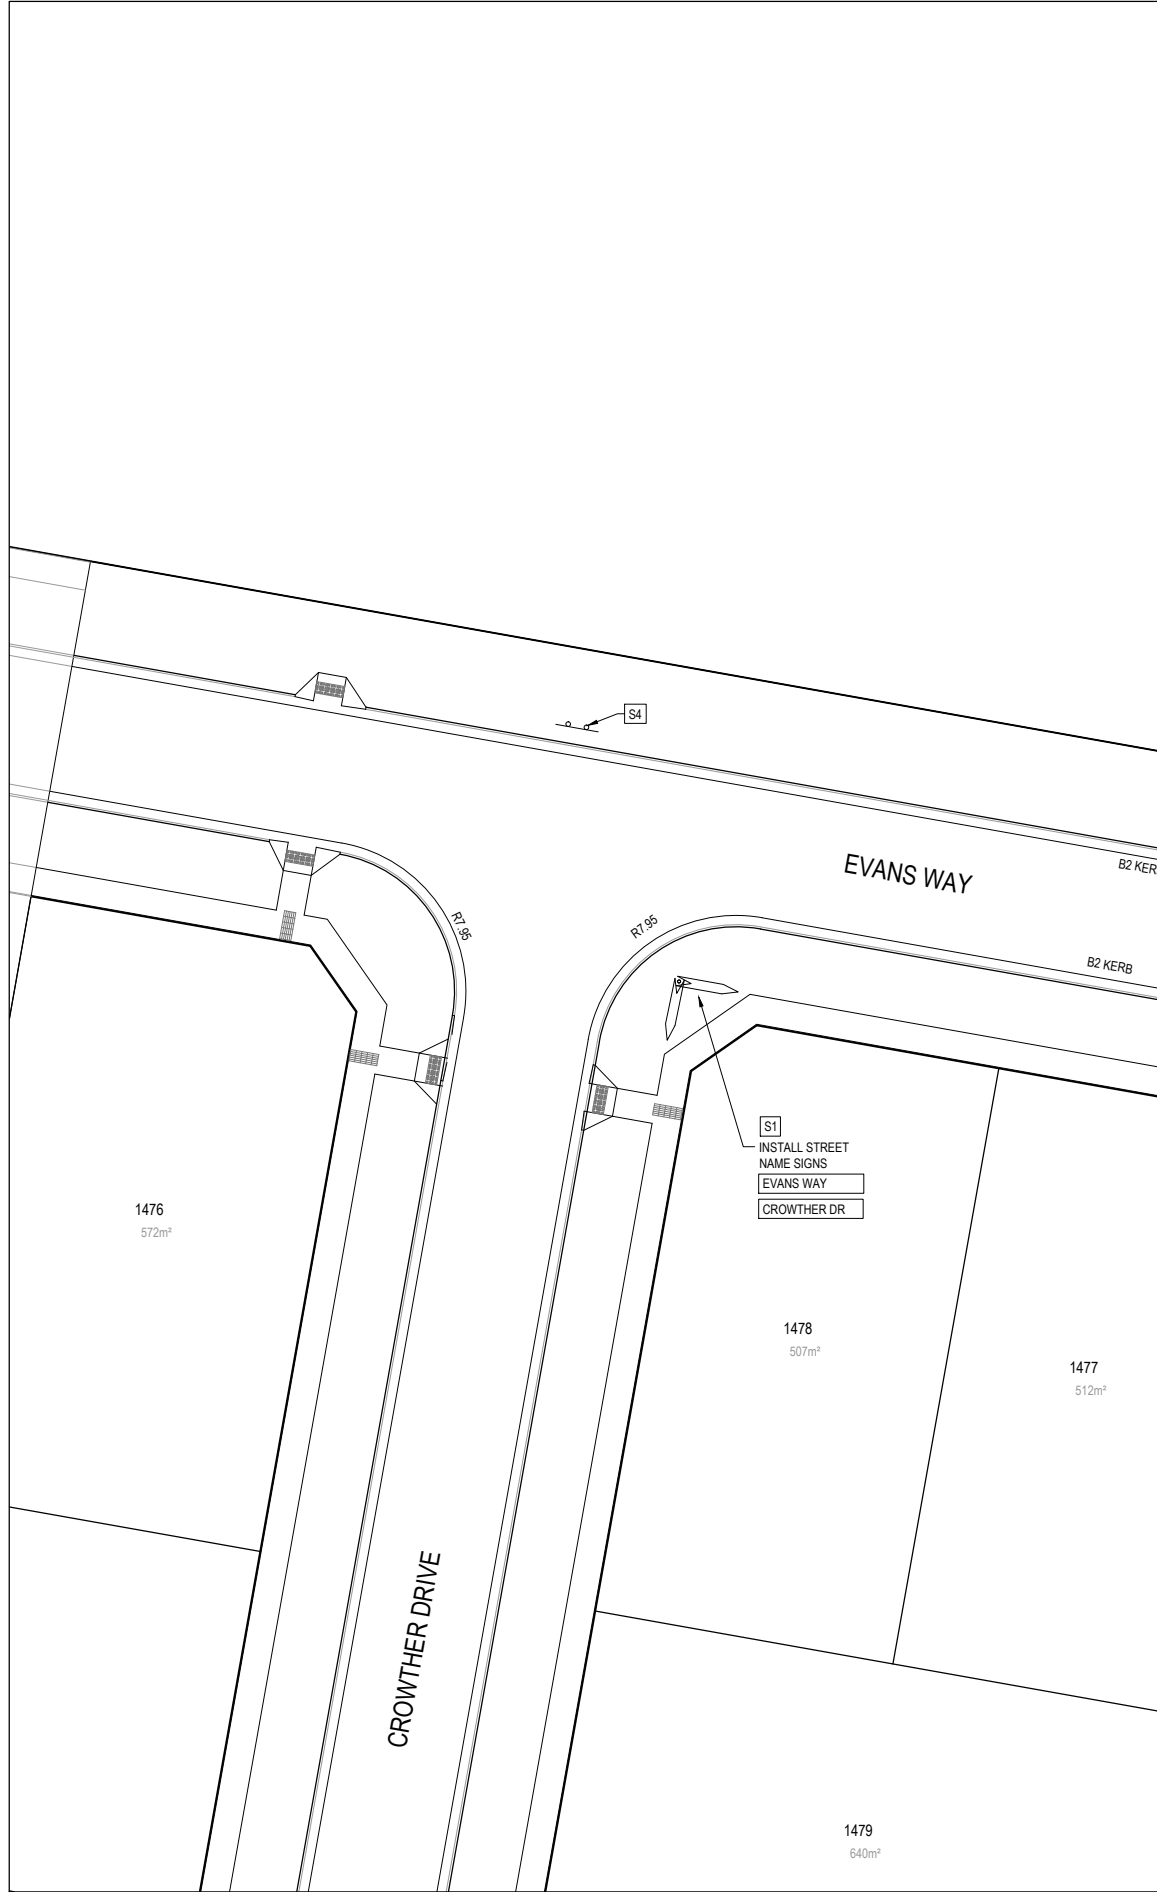 S4
EVANS WAY
B2 KER
R7.95
R7.95
B2 KERB
S1
INSTALL STREET
NAME SIGNS
EVANS WAY
CROWTHER DR
1476
572m²
1478
507m²
1477
512m²
CROWTHER DRIVE
1479
640m²